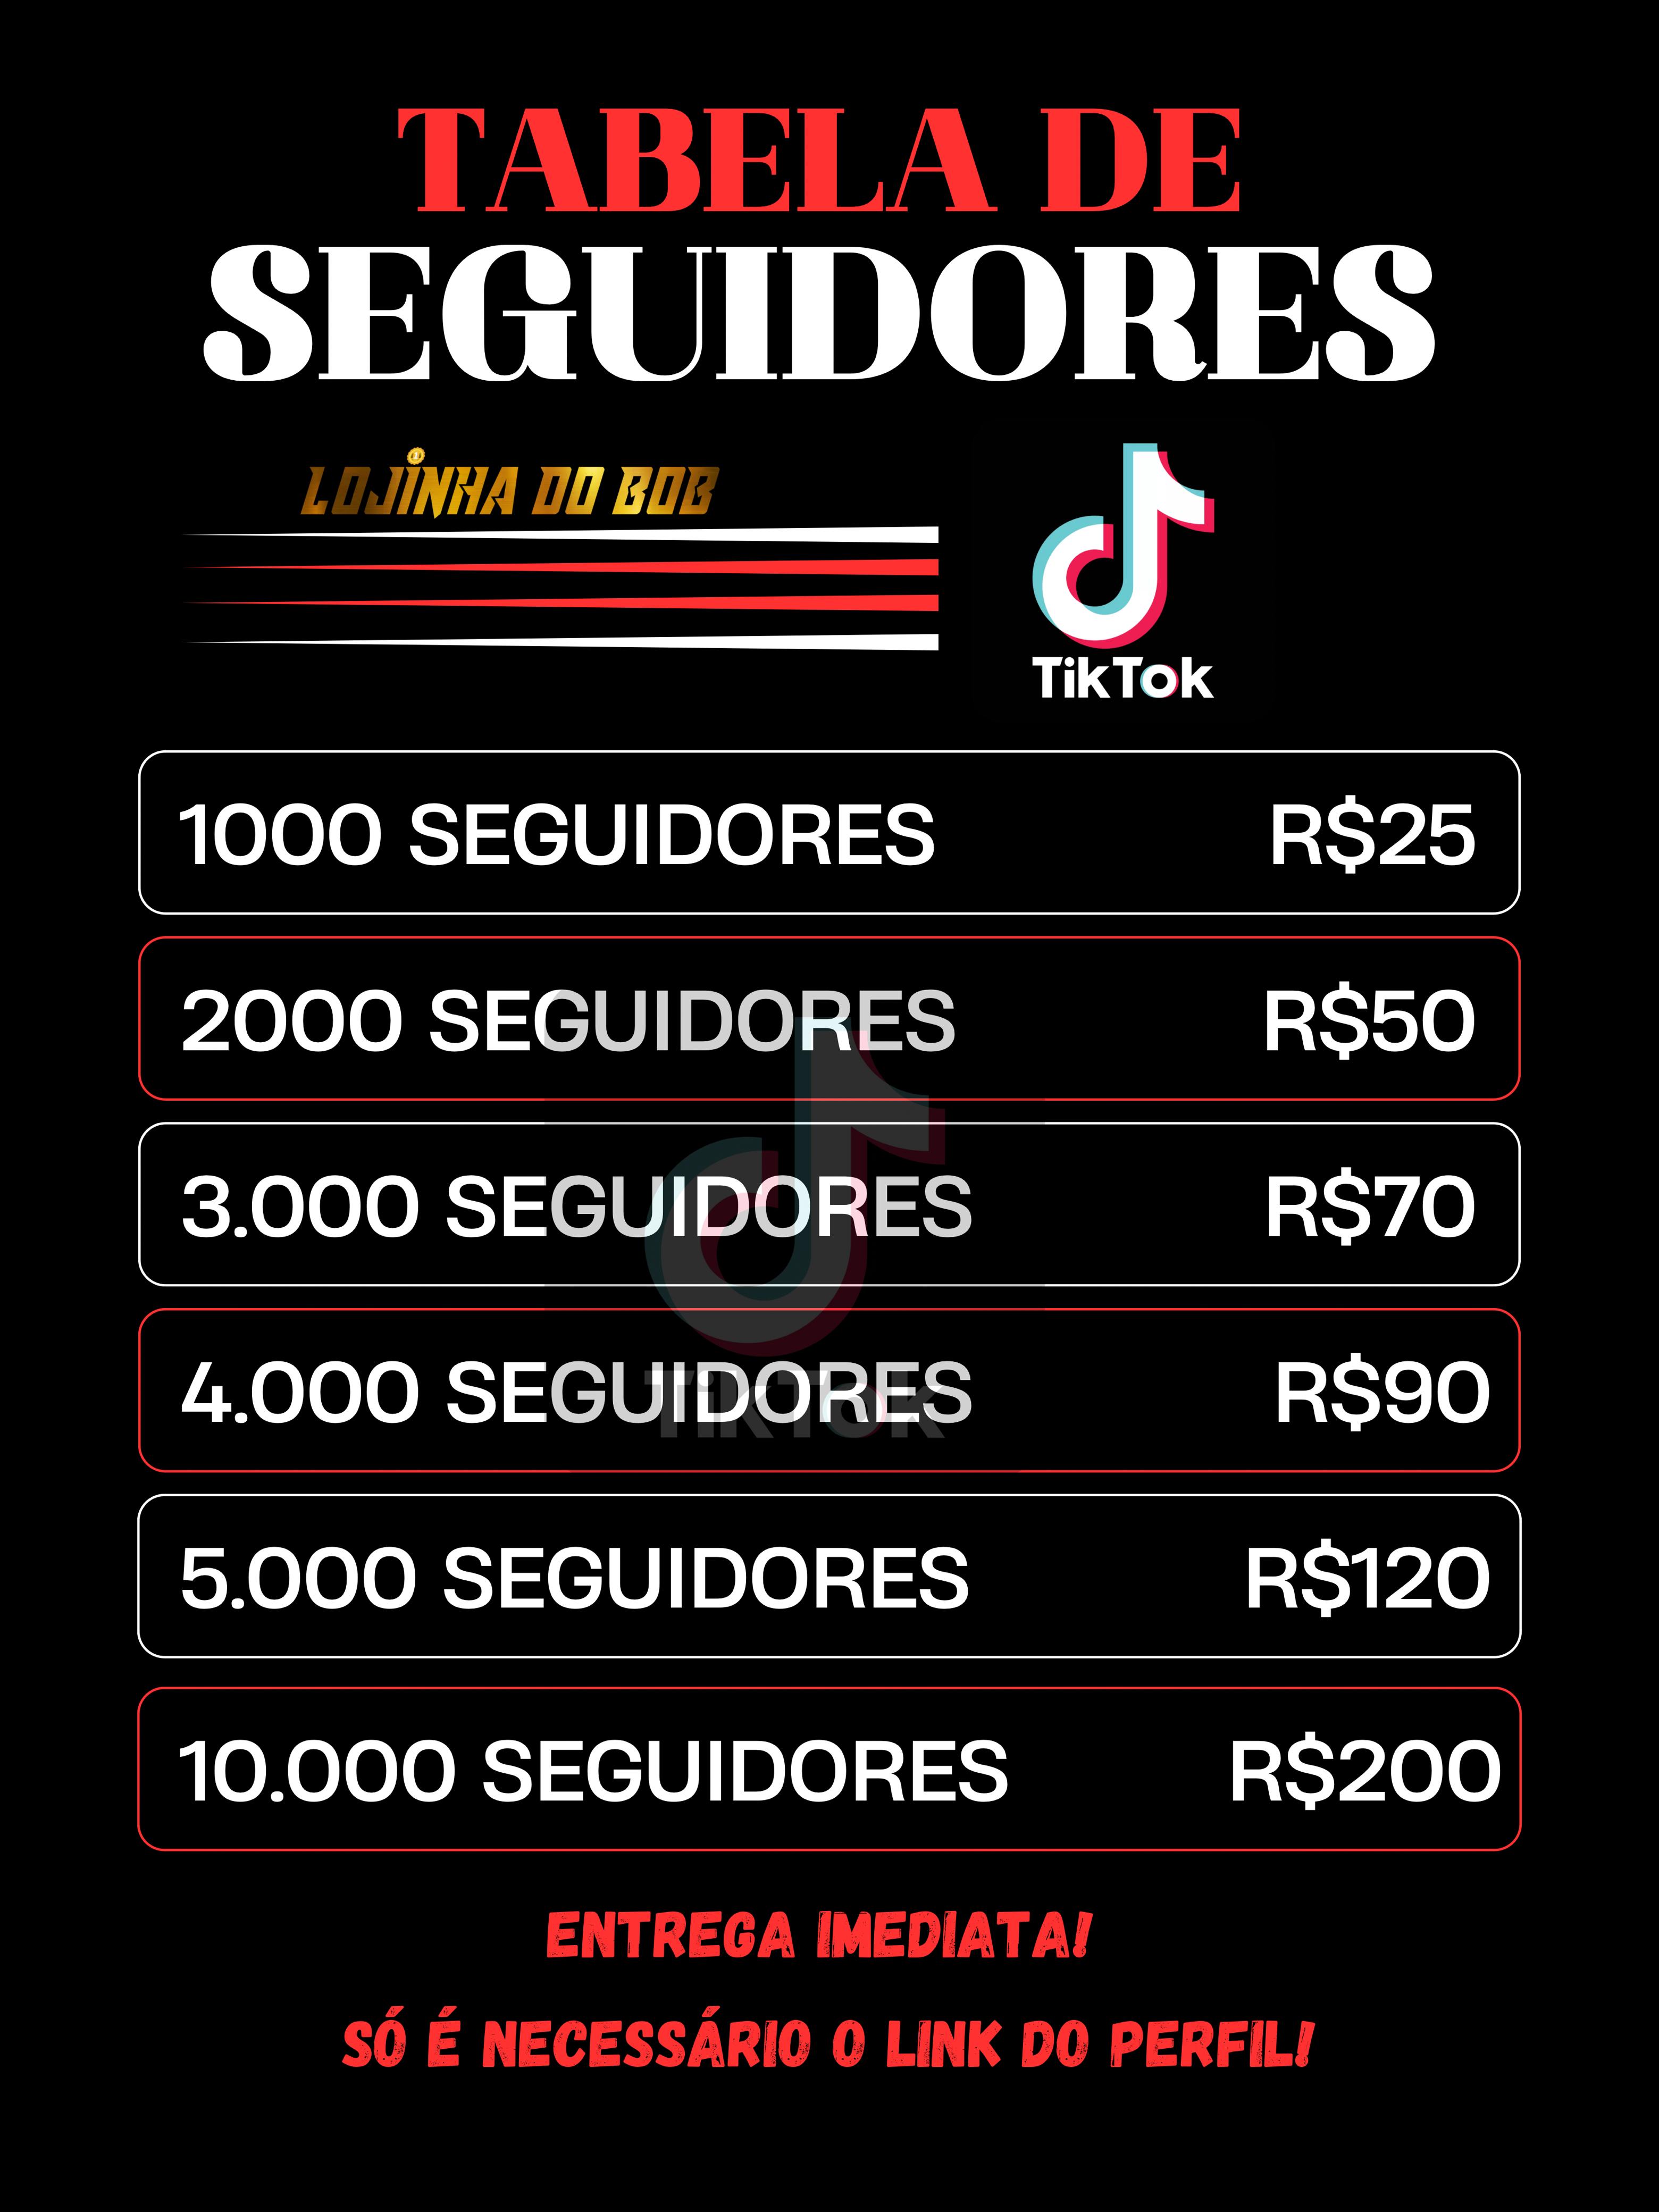 TABELA DE
SEGUIDORES
LOJINHA DO BOB
TikTok
1000 SEGUIDORES R$25
2000 SEGUIDORES R$50
3.000 SEGUIDORES R$70
4.000 SEGUIDORES R$90
TikTok
5.000 SEGUIDORES R$120
10.000 SEGUIDORES R$200
ENTREGA IMEDIATA!
SÓ É NECESSÁRIO O LINK DO PERFIL!